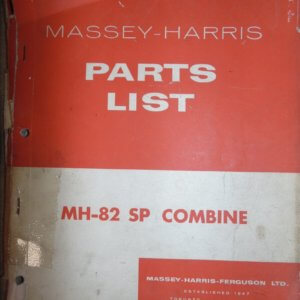 MASSEY-HARRIS
PARTS
LIST
MH-82 SP COMBINE
MASSEY-HARRIS-FERGUSON LTD.
ESTABLISHED 1847